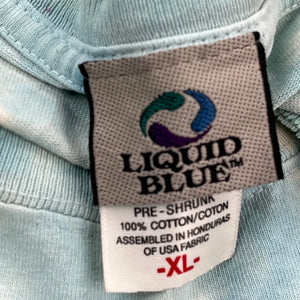 LIQUID
BLUE™
PRE-SHRUNK
100% COTTON/COTON
ASSEMBLED IN HONDURAS
OF USA FABRIC
-XL-